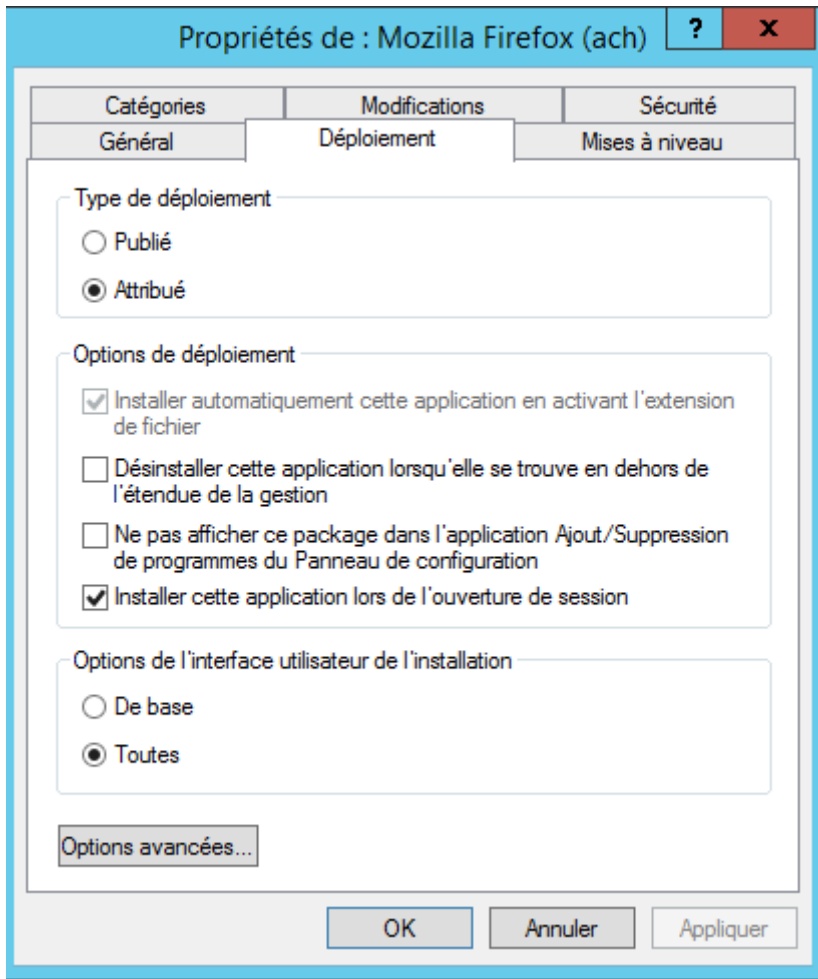 Propriétés de : Mozilla Firefox (ach)
?
x
Catégories
Modifications
Sécurité
Général
Déploiement
Mises à niveau
Type de déploiement
Publié
Attribué
Options de déploiement
Installer automatiquement cette application en activant l'extension
de fichier
Désinstaller cette application lorsqu'elle se trouve en dehors de
l'étendue de la gestion
Ne pas afficher ce package dans l'application Ajout/Suppression
de programmes du Panneau de configuration
Installer cette application lors de l'ouverture de session
Options de l'interface utilisateur de l'installation
De base
Toutes
Options avancées...
OK
Annuler
Appliquer